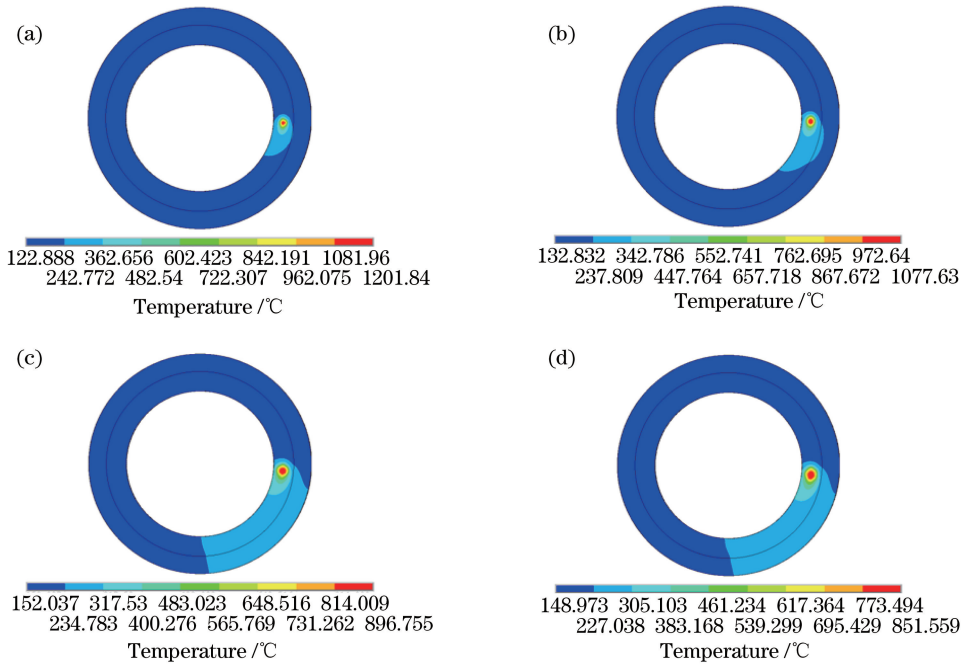 (a)
122.888 362.656 602.423 842.191 1081.96
242.772 482.54 722.307 962.075 1201.84
Temperature /℃
(b)
132.832 342.786 552.741 762.695 972.64
237.809 447.764 657.718 867.672 1077.63
Temperature /℃
(c)
152.037 317.53 483.023 648.516 814.009
234.783 400.276 565.769 731.262 896.755
Temperature /℃
(d)
148.973 305.103 461.234 617.364 773.494
227.038 383.168 539.299 695.429 851.559
Temperature /℃